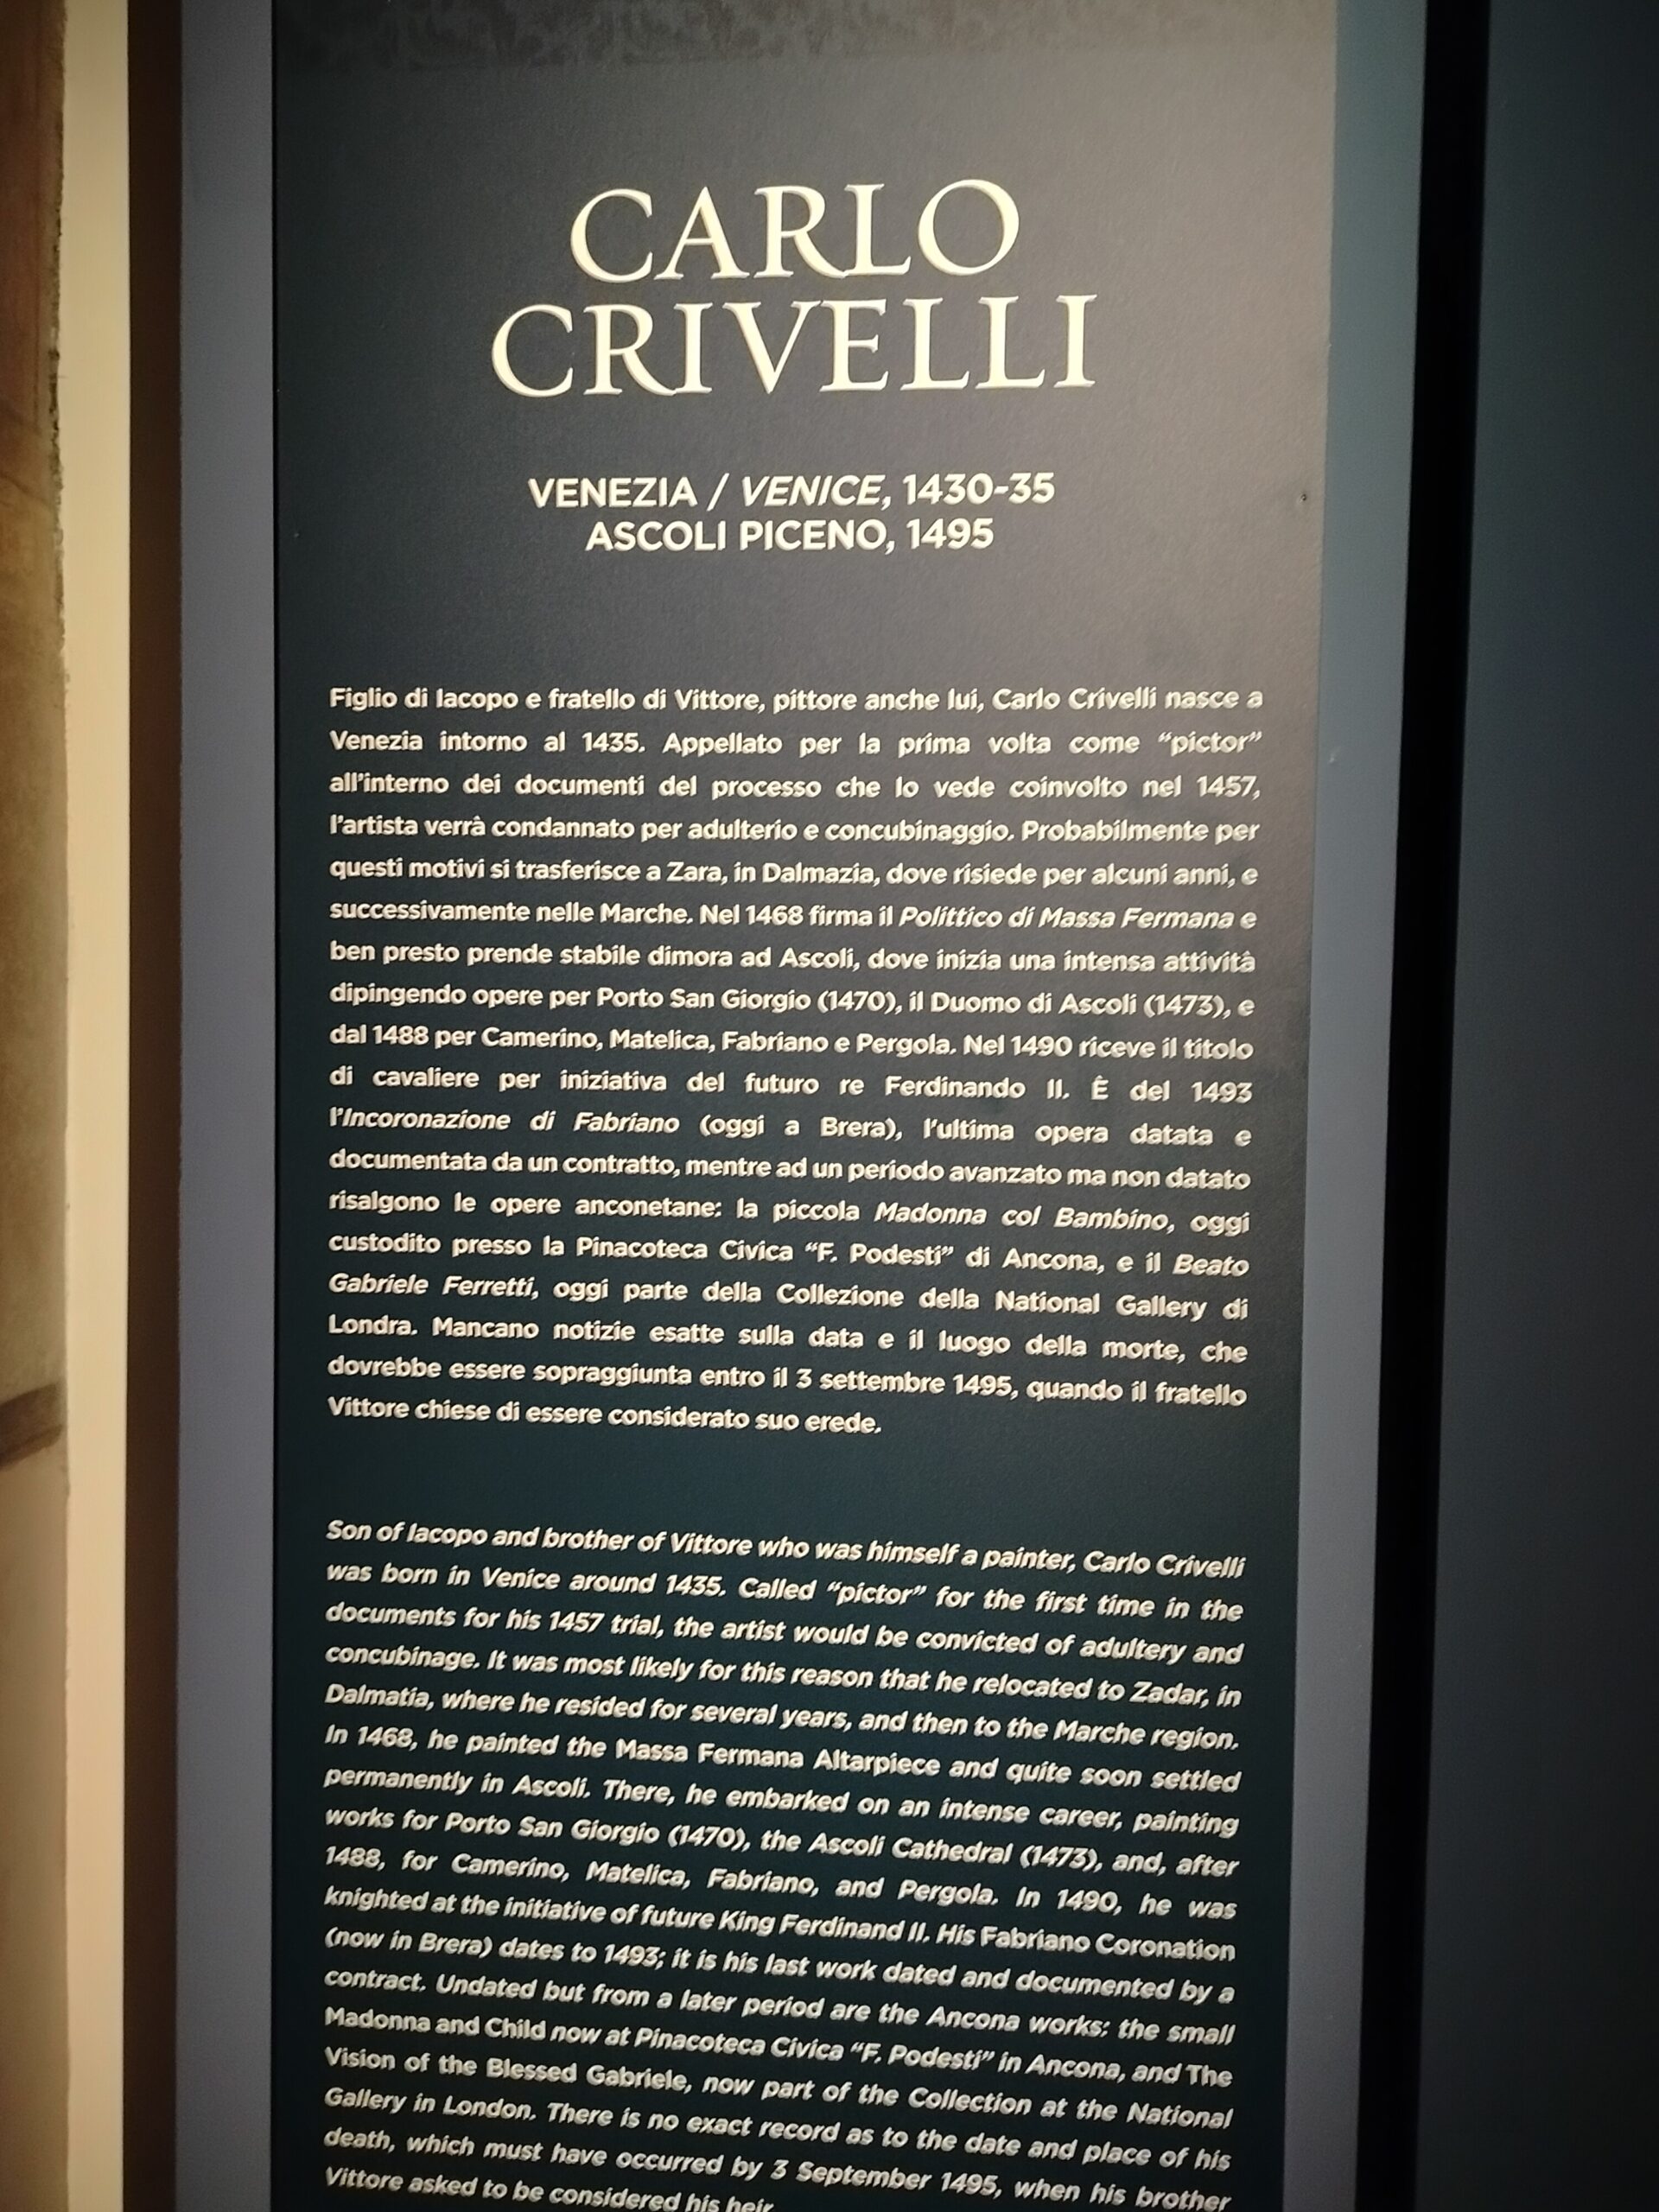 CARLO
CRIVELLI
VENEZIA / VENICE, 1430-35
ASCOLI PICENO, 1495
Figlio di Iacopo e fratello di Vittore, pittore anche lui, Carlo Crivelli nasce a
Venezia intorno al 1435. Appellato per la prima volta come “pictor”
all’interno dei documenti del processo che lo vede coinvolto nel 1457,
l’artista verrà condannato per adulterio e concubinaggio. Probabilmente per
questi motivi si trasferisce a Zara, in Dalmazia, dove risiede per alcuni anni, e
successivamente nelle Marche. Nel 1468 firma il Polittico di Massa Fermana e
ben presto prende stabile dimora ad Ascoli, dove inizia una intensa attività
dipingendo opere per Porto San Giorgio (1470), il Duomo di Ascoli (1473), e
dal 1488 per Camerino, Matelica, Fabriano e Pergola. Nel 1490 riceve il titolo
di cavaliere per iniziativa del futuro re Ferdinando II. È del 1493
l’Incoronazione di Fabriano (oggi a Brera), l’ultima opera datata e
documentata da un contratto, mentre ad un periodo avanzato ma non datato
risalgono le opere anconetane: la piccola Madonna col Bambino, oggi
custodito presso la Pinacoteca Civica “F. Podesti” di Ancona, e il Beato
Gabriele Ferretti, oggi parte della Collezione della National Gallery di
Londra. Mancano notizie esatte sulla data e il luogo della morte, che
dovrebbe essere sopraggiunta entro il 3 settembre 1495, quando il fratello
Vittore chiese di essere considerato suo erede.
Son of Iacopo and brother of Vittore who was himself a painter, Carlo Crivelli
was born in Venice around 1435. Called “pictor” for the first time in the
documents for his 1457 trial, the artist would be convicted of adultery and
concubinage. It was most likely for this reason that he relocated to Zadar, in
Dalmatia, where he resided for several years, and then to the Marche region.
In 1468, he painted the Massa Fermana Altarpiece and quite soon settled
permanently in Ascoli. There, he embarked on an intense career, painting
works for Porto San Giorgio (1470), the Ascoli Cathedral (1473), and, after
1488, for Camerino, Matelica, Fabriano, and Pergola. In 1490, he was
knighted at the initiative of future King Ferdinand II. His Fabriano Coronation
(now in Brera) dates to 1493; it is his last work dated and documented by a
contract. Undated but from a later period are the Ancona works: the small
Madonna and Child now at Pinacoteca Civica “F. Podesti” in Ancona, and The
Vision of the Blessed Gabriele, now part of the Collection at the National
Gallery in London. There is no exact record as to the date and place of his
death, which must have occurred by 3 September 1495, when his brother
Vittore asked to be considered his heir.